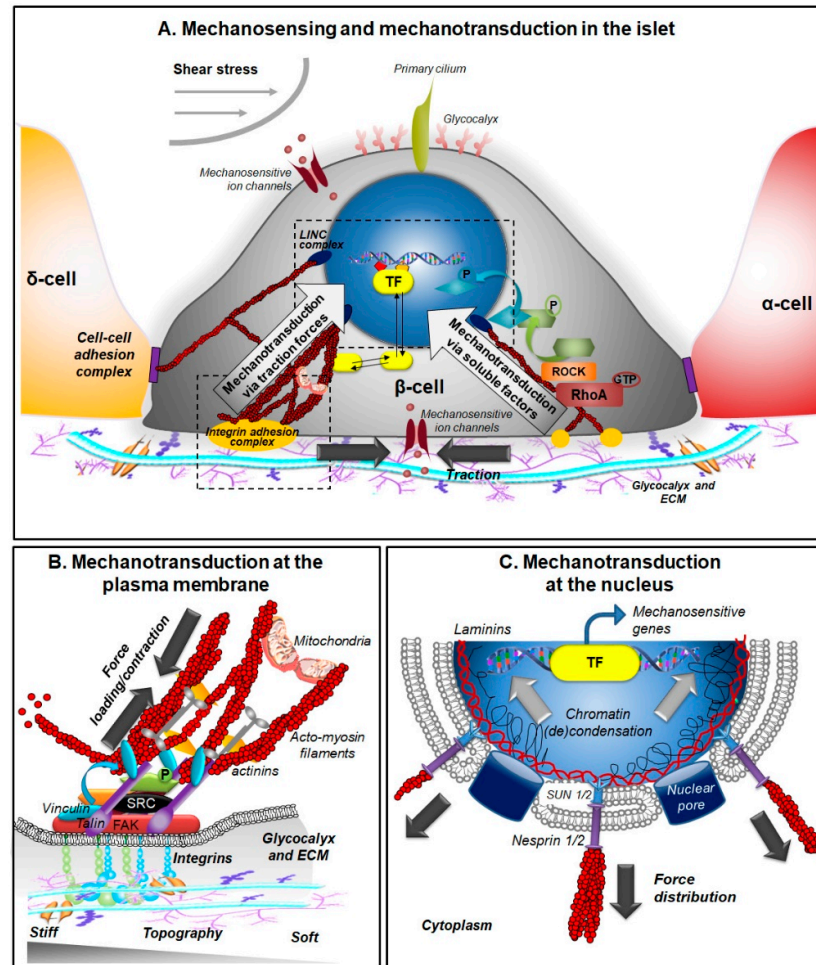 A. Mechanosensing and mechanotransduction in the islet
Shear stress
Primary cilium
Glycocalyx
Mechanosensitive
ion channels
LINC
complex
P
TF
P
δ-cell
α-cell
Cell-cell
adhesion
complex
Mechanotransduction
via traction forces
Mechanotransduction
via soluble factors
ROCK
GTP
RhoA
β-cell
Mechanosensitive
ion channels
Integrin adhesion
complex
Traction
Glycocalyx and
ECM
B. Mechanotransduction at the
plasma membrane
Force
loading/contraction
Mitochondria
Acto-myosin
filaments
actinins
P
Vinculin
SRC
Talin
FAK
Integrins
Glycocalyx
and ECM
Stiff
Topography
Soft
C. Mechanotransduction
at the nucleus
Laminins
Mechanosensitive
genes
TF
Chromatin
(de)condensation
SUN 1/2
Nuclear
pore
Nesprin 1/2
Force
distribution
Cytoplasm